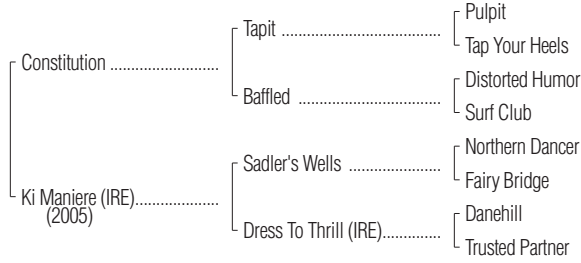 Pulpit
Tapit ........................................
Tap Your Heels
Constitution ...........................
Distorted Humor
Baffled ....................................
Surf Club
Northern Dancer
Sadler's Wells .......................
Fairy Bridge
Ki Maniere (IRE).....................
(2005)
Danehill
Dress To Thrill (IRE)..............
Trusted Partner